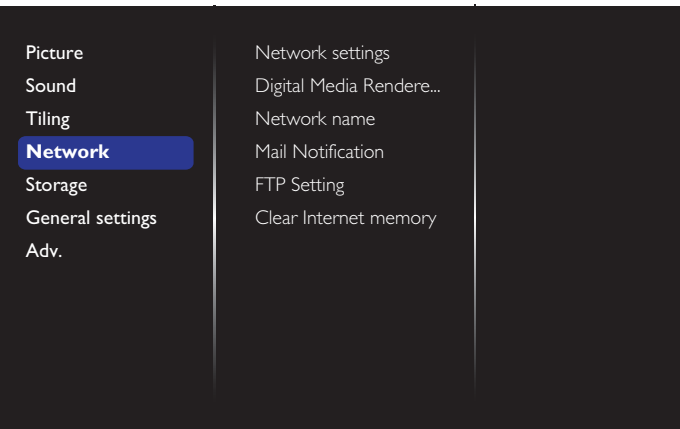 Picture
Sound
Tiling
Network
Storage
General settings
Adv.
Network settings
Digital Media Rendere...
Network name
Mail Notification
FTP Setting
Clear Internet memory